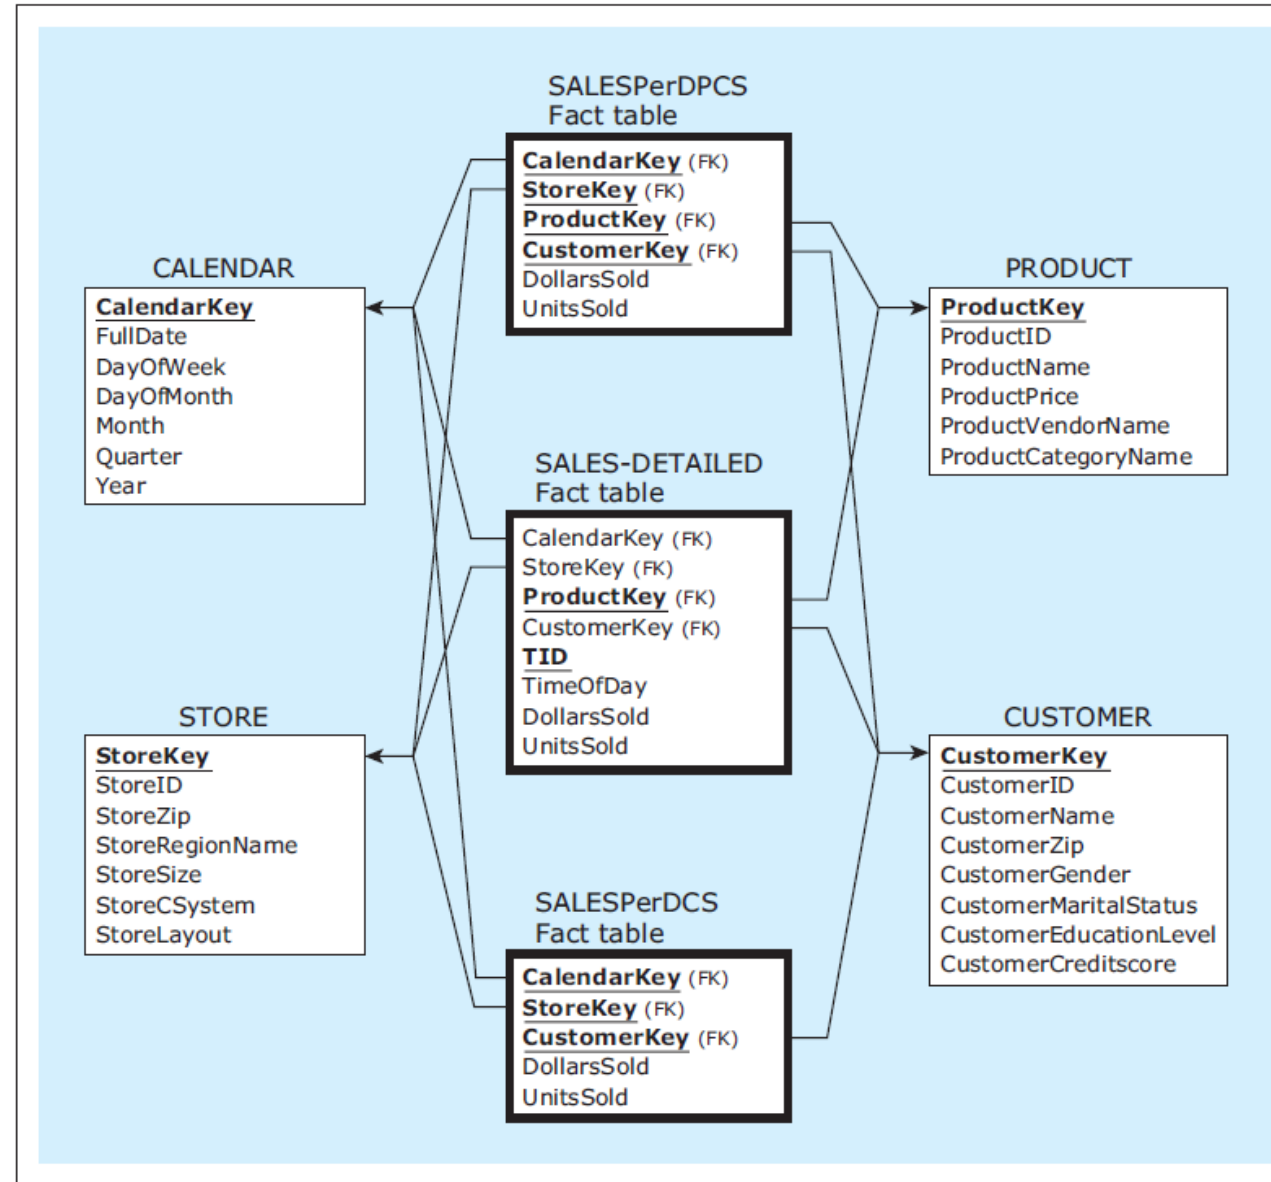 SALESPerDPCS
Fact table
CalendarKey (FK)
StoreKey (FK)
ProductKey (FK)
CustomerKey (FK)
DollarsSold
UnitsSold
CALENDAR
CalendarKey
FullDate
DayOfWeek
DayOfMonth
Month
Quarter
Year
PRODUCT
ProductKey
ProductID
ProductName
ProductPrice
ProductVendorName
ProductCategoryName
SALES-DETAILED
Fact table
CalendarKey (FK)
StoreKey (FK)
ProductKey (FK)
CustomerKey (FK)
TID
TimeOfDay
DollarsSold
UnitsSold
STORE
StoreKey
StoreID
StoreZip
StoreRegionName
StoreSize
StoreCSystem
StoreLayout
CUSTOMER
CustomerKey
CustomerID
CustomerName
CustomerZip
CustomerGender
CustomerMaritalStatus
CustomerEducationLevel
CustomerCreditscore
SALESPerDCS
Fact table
CalendarKey (FK)
StoreKey (FK)
CustomerKey (FK)
DollarsSold
UnitsSold